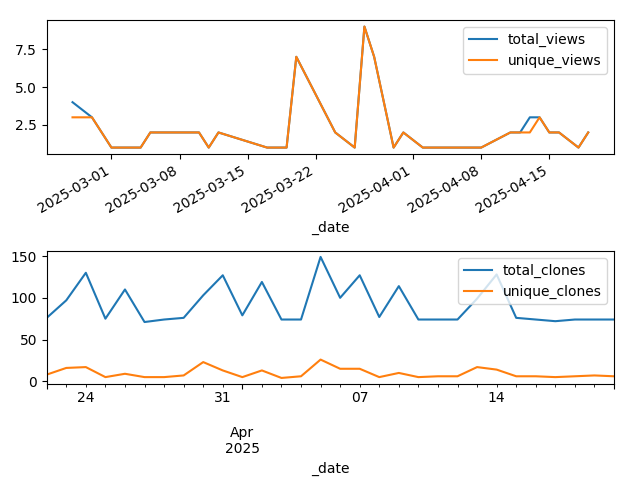 7.5
total_views
unique_views
5.0
2.5
2025-03-01 2025-03-08 2025-03-15 2025-03-22 2025-04-01 2025-04-08 2025-04-15
_date
150
total_clones
unique_clones
100
50
0
24 31 07 14
Apr
2025
_date